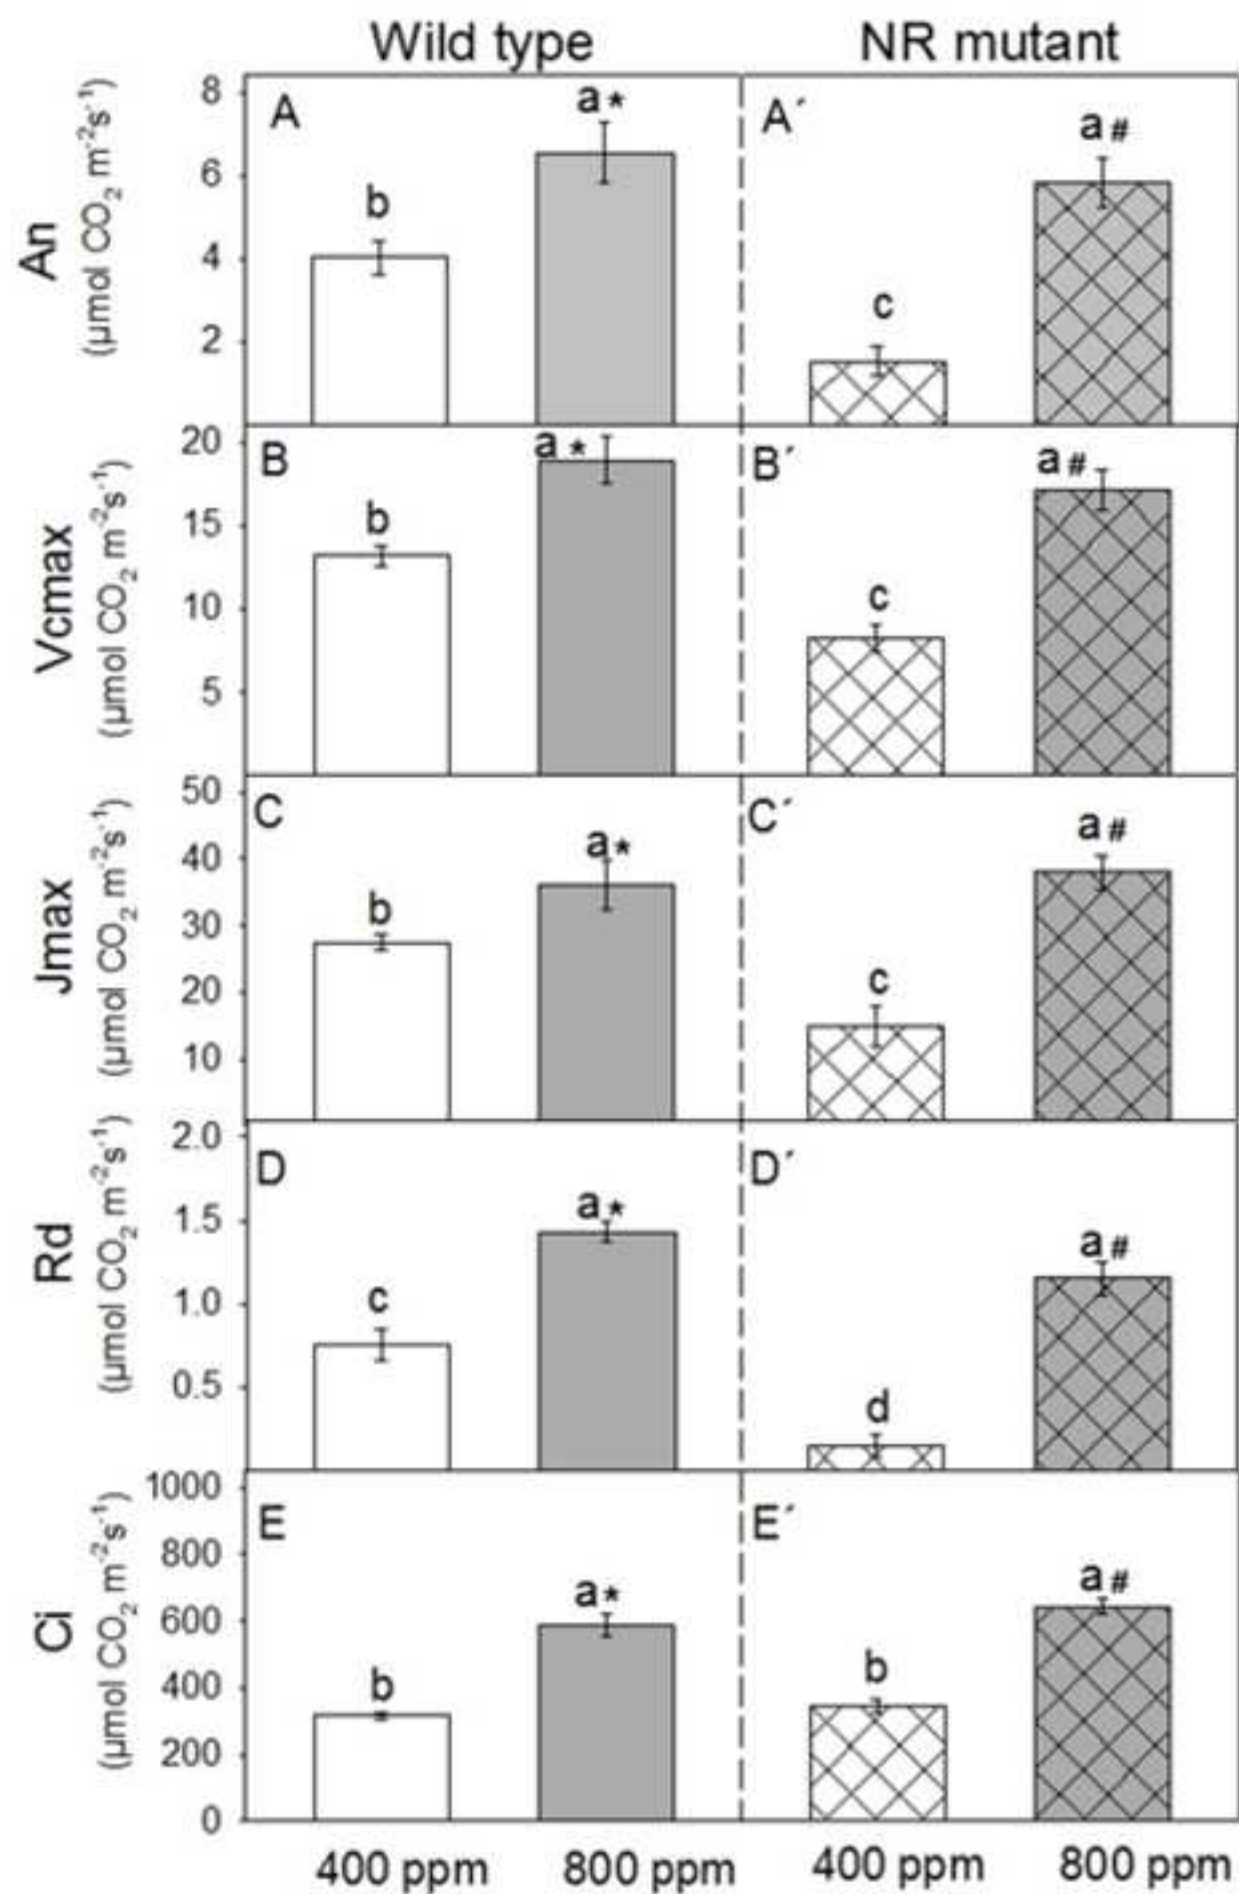 Wild type NR mutant
An
(µmol CO₂ m⁻²s⁻¹)
8
6
4
2
A
b
a*
A´
c
a#
Vcmax
(µmol CO₂ m⁻²s⁻¹)
20
15
10
5
B
b
a*
B´
c
a#
Jmax
(µmol CO₂ m⁻²s⁻¹)
50
40
30
20
10
C
b
a*
C´
c
a#
Rd
(µmol CO₂ m⁻²s⁻¹)
2.0
1.5
1.0
0.5
D
c
a*
D´
d
a#
Ci
(µmol CO₂ m⁻²s⁻¹)
1000
800
600
400
200
0
E
b
a*
E´
b
a#
400 ppm 800 ppm 400 ppm 800 ppm